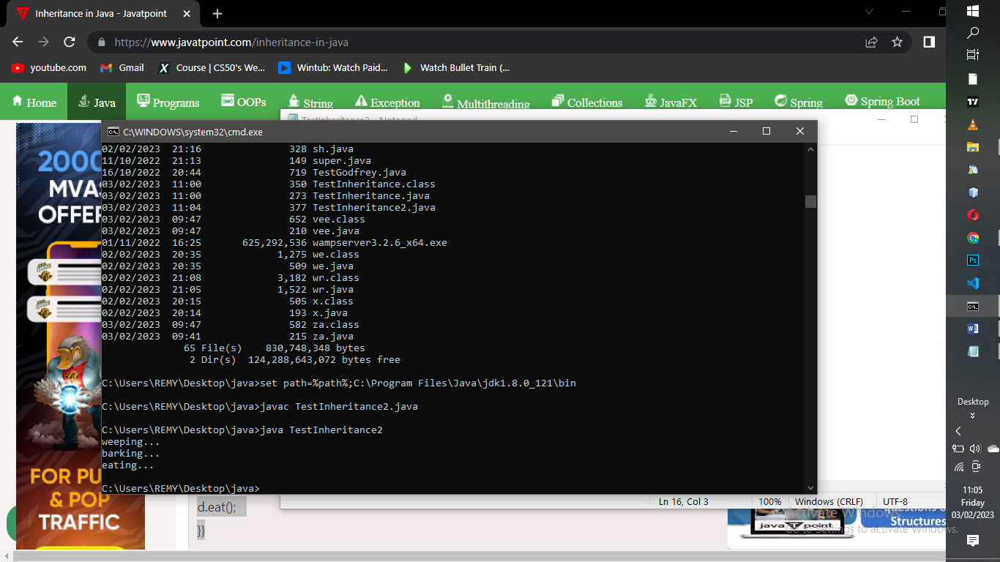 Inheritance in Java - Javatpoint
https://www.javatpoint.com/inheritance-in-java
youtube.com
Gmail
Course | CS50's We...
Wintub: Watch Paid...
Watch Bullet Train (...
Home
Java
Programs
OOPs
String
Exception
Multithreading
Collections
JavaFX
JSP
Spring
Spring Boot
TestInheritance2 - Notepad
C:\WINDOWS\system32\cmd.exe
02/02/2023 21:16 328 sh.java
11/10/2022 21:13 149 super.java
16/10/2022 20:44 719 TestGodfrey.java
03/02/2023 11:00 350 TestInheritance.class
03/02/2023 11:00 273 TestInheritance.java
03/02/2023 11:04 377 TestInheritance2.java
03/02/2023 09:47 652 vee.class
03/02/2023 09:47 210 vee.java
01/11/2022 16:25 625,292,536 wampserver3.2.6_x64.exe
02/02/2023 20:35 1,275 we.class
02/02/2023 20:35 509 we.java
02/02/2023 21:08 3,182 wr.class
02/02/2023 21:05 1,522 wr.java
02/02/2023 20:15 505 x.class
02/02/2023 20:14 193 x.java
03/02/2023 09:47 582 za.class
03/02/2023 09:41 215 za.java
65 File(s) 830,748,348 bytes
2 Dir(s) 124,288,643,072 bytes free
C:\Users\REMY\Desktop\java>set path=%path%;C:\Program Files\Java\jdk1.8.0_121\bin
C:\Users\REMY\Desktop\java>javac TestInheritance2.java
C:\Users\REMY\Desktop\java>java TestInheritance2
weeping...
barking...
eating...
C:\Users\REMY\Desktop\java>
2000
MVAS
OFFER
FOR PU
& POP
TRAFFIC
d.eat();
}}
Ln 16, Col 3
100%
Windows (CRLF)
UTF-8
java T point
Questions o
Structures
Activate Windows
Go to Settings to activate Windows.
Ps
Desktop
11:05
Friday
03/02/2023